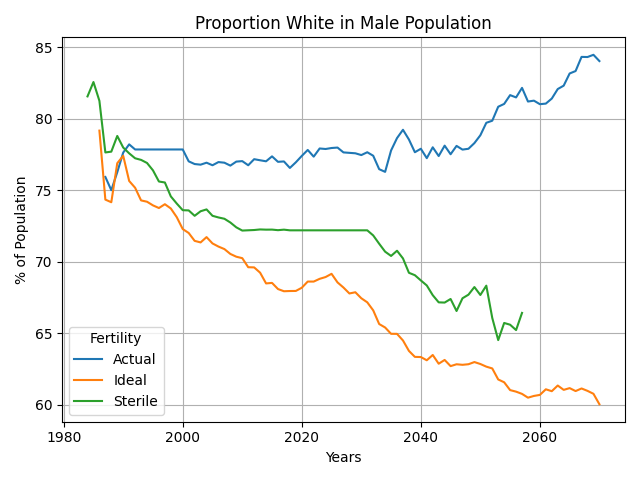 Proportion White in Male Population
% of Population
85
80
75
70
65
60
Fertility
Actual
Ideal
Sterile
1980
2000
2020
2040
2060
Years